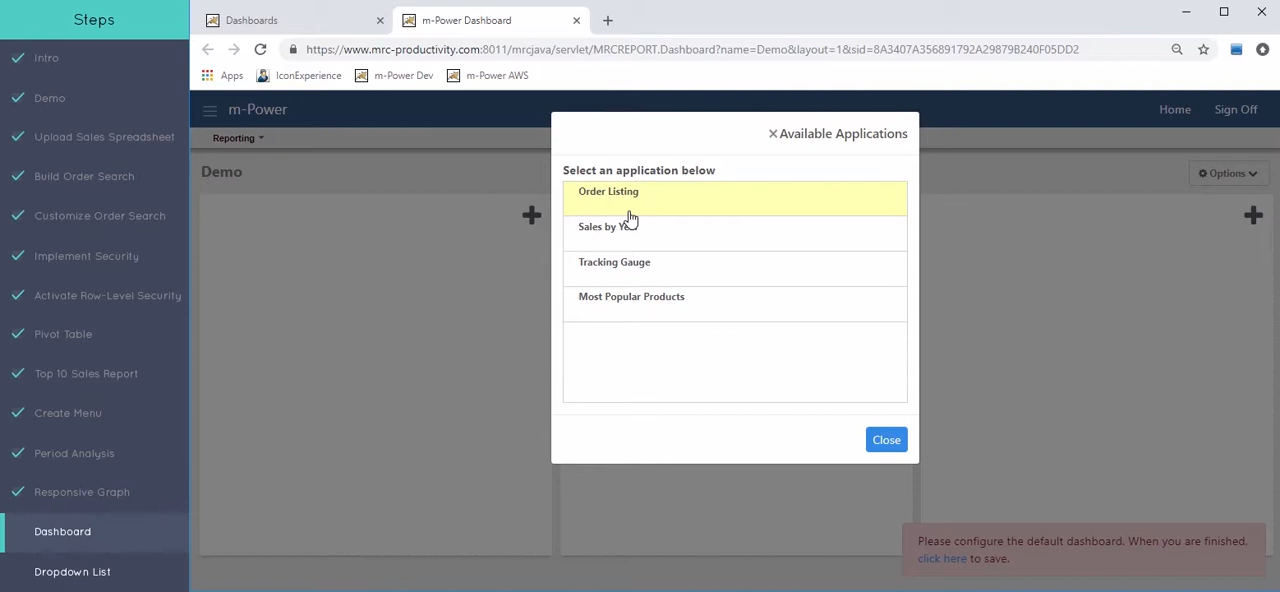 Steps
Intro
Demo
Upload Sales Spreadsheet
Build Order Search
Customize Order Search
Implement Security
Activate Row-Level Security
Pivot Table
Top 10 Sales Report
Create Menu
Period Analysis
Responsive Graph
Dashboard
Dropdown List
Dashboards
m-Power Dashboard
https://www.mrc-productivity.com:8011/mrcjava/servlet/MRCREPORT.Dashboard?name=Demo&layout=1&sid=8A3407A356891792A29879B240F05DD2
Apps IconExperience m-Power Dev m-Power AWS
m-Power
Home Sign Off
Reporting
Demo
Options
Available Applications
Select an application below
Order Listing
Sales by
Tracking Gauge
Most Popular Products
Close
Please configure the default dashboard. When you are finished,
click here to save.